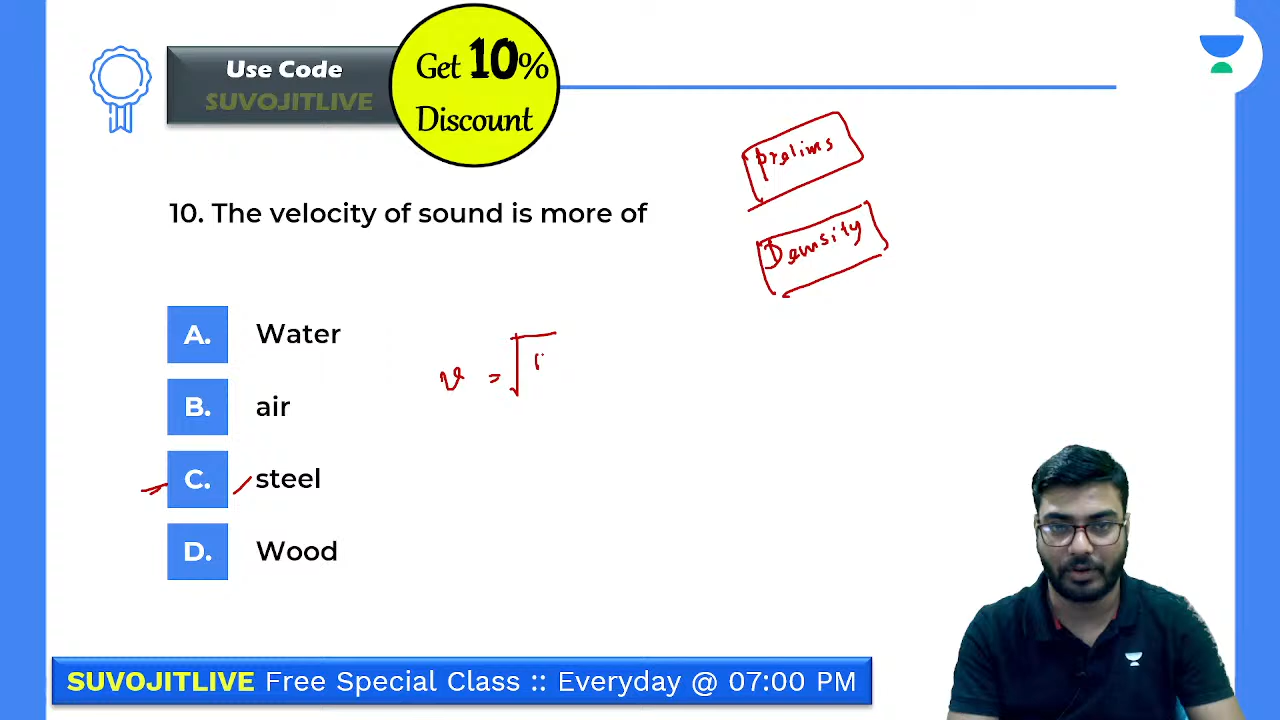 Use Code
SUVOJITLIVE
Get 10%
Discount
prelims
10. The velocity of sound is more of
Density
A. Water
B. air
C. steel
D. Wood
SUVOJITLIVE Free Special Class :: Everyday @ 07:00 PM